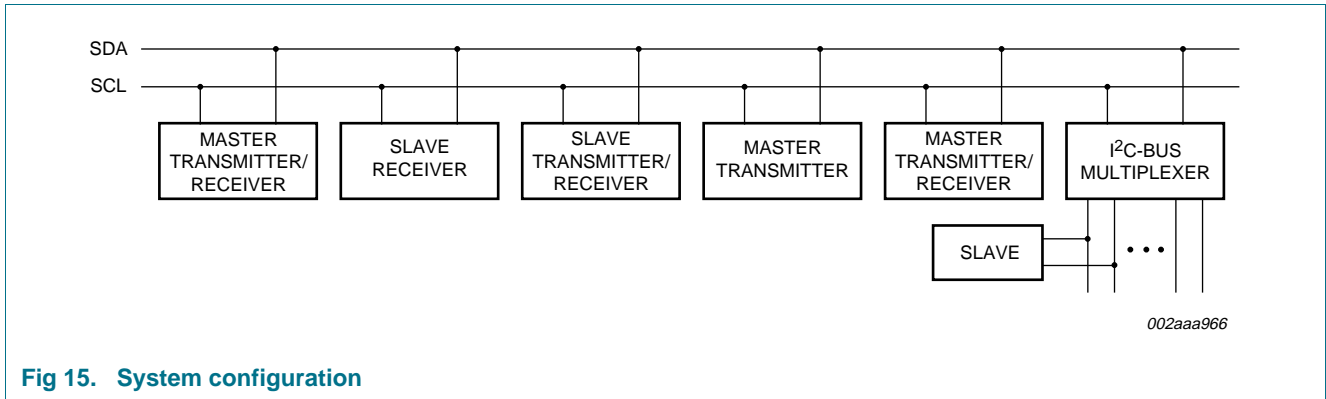 SDA
SCL
MASTER
TRANSMITTER/
RECEIVER
SLAVE
RECEIVER
SLAVE
TRANSMITTER/
RECEIVER
MASTER
TRANSMITTER
MASTER
TRANSMITTER/
RECEIVER
I²C-BUS
MULTIPLEXER
SLAVE
002aaa966
Fig 15. System configuration